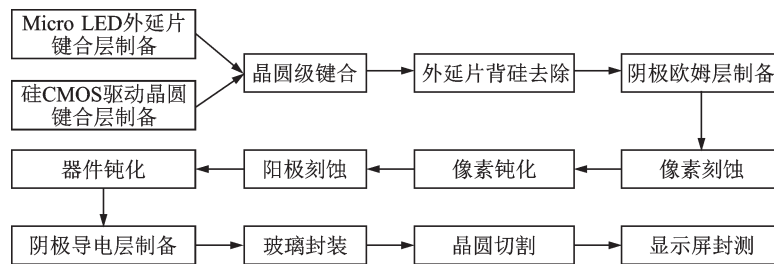 Micro LED外延片
键合层制备
硅CMOS驱动晶圆
键合层制备
晶圆级键合
外延片背硅去除
阴极欧姆层制备
器件钝化
阳极刻蚀
像素钝化
像素刻蚀
阴极导电层制备
玻璃封装
晶圆切割
显示屏封测